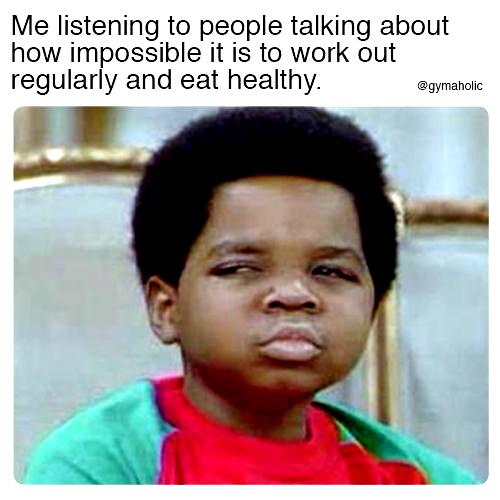 Me listening to people talking about
how impossible it is to work out
regularly and eat healthy.
@gymaholic